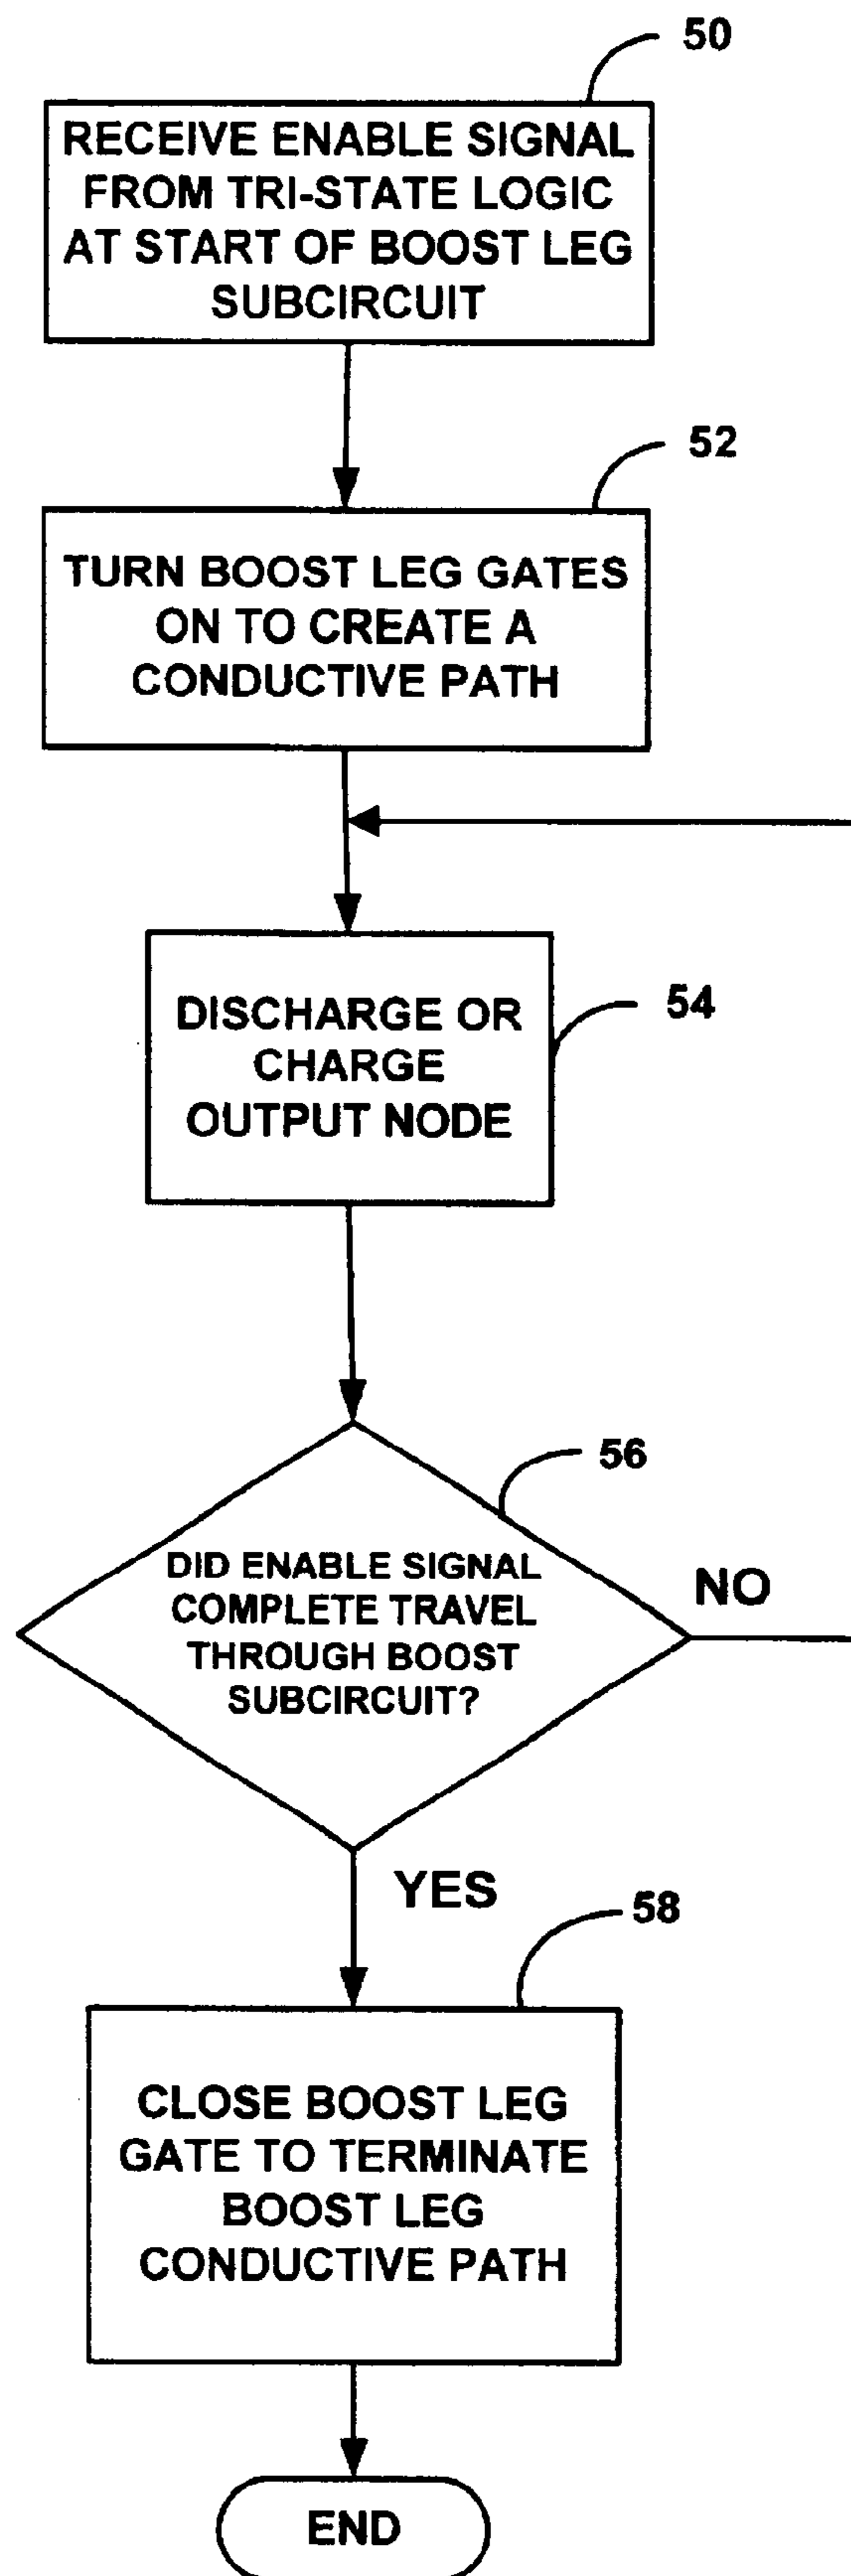 50
RECEIVE ENABLE SIGNAL
FROM TRI-STATE LOGIC
AT START OF BOOST LEG
SUBCIRCUIT
52
TURN BOOST LEG GATES
ON TO CREATE A
CONDUCTIVE PATH
54
DISCHARGE OR
CHARGE
OUTPUT NODE
56
DID ENABLE SIGNAL
COMPLETE TRAVEL
THROUGH BOOST
SUBCIRCUIT?
NO
YES
58
CLOSE BOOST LEG
GATE TO TERMINATE
BOOST LEG
CONDUCTIVE PATH
END